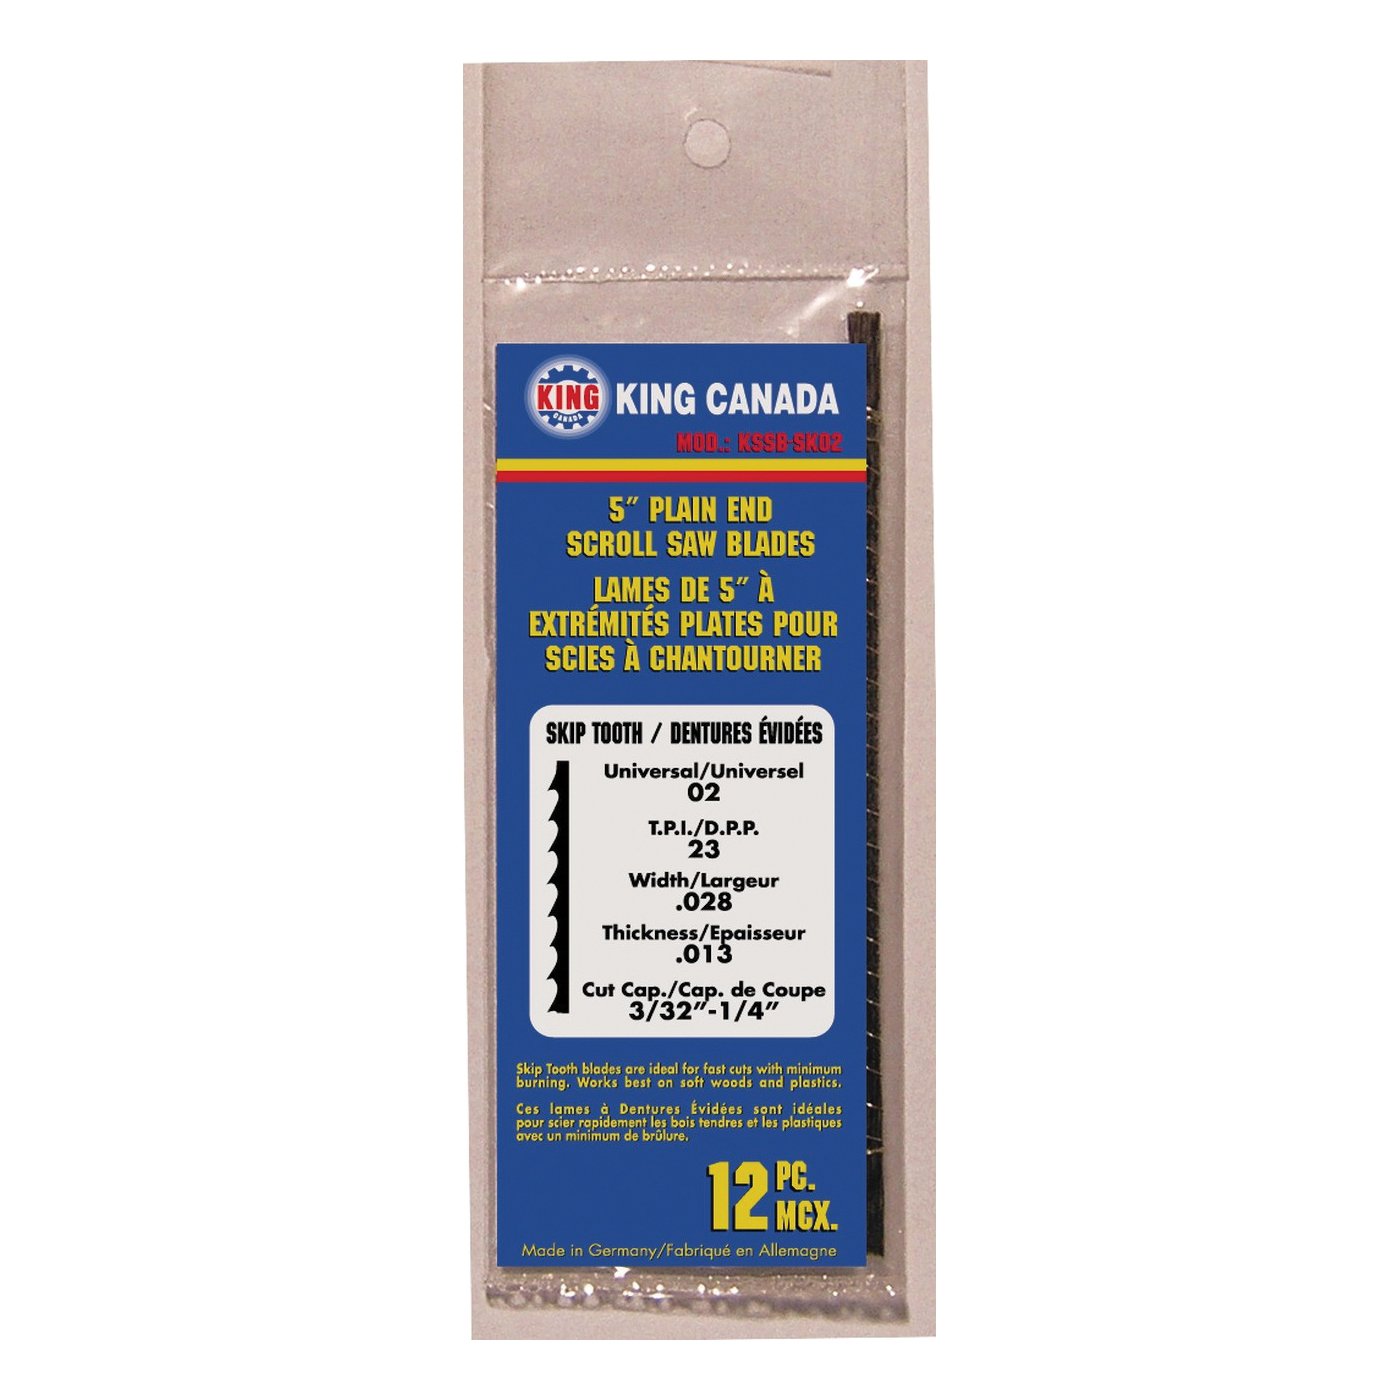 KING
CANADA
KING CANADA
MOD.: KSSB-SK02
5" PLAIN END
SCROLL SAW BLADES
LAMES DE 5" À
EXTRÉMITÉS PLATES POUR
SCIES À CHANTOURNER
SKIP TOOTH / DENTURES ÉVIDÉES
Universal/Universel
02
T.P.I./D.P.P.
23
Width/Largeur
.028
Thickness/Epaisseur
.013
Cut Cap./Cap. de Coupe
3/32"-1/4"
Skip Tooth blades are ideal for fast cuts with minimum
burning. Works best on soft woods and plastics.
Ces lames à Dentures Évidées sont idéales
pour scier rapidement les bois tendres et les plastiques
avec un minimum de brûlure.
12 PC.
MCX.
Made in Germany/Fabriqué en Allemagne